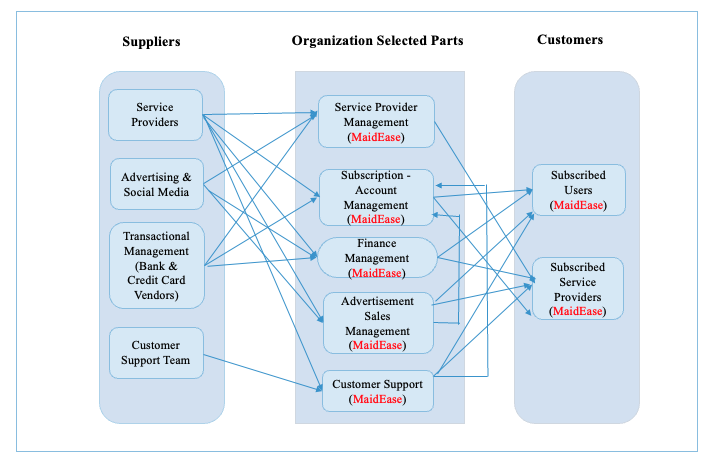 Suppliers
Organization Selected Parts
Customers
Service
Providers
Advertising &
Social Media
Transactional
Management
(Bank &
Credit Card
Vendors)
Customer
Support Team
Service Provider
Management
(MaidEase)
Subscription -
Account
Management
(MaidEase)
Finance
Management
(MaidEase)
Advertisement
Sales
Management
(MaidEase)
Customer Support
(MaidEase)
Subscribed
Users
(MaidEase)
Subscribed
Service
Providers
(MaidEase)